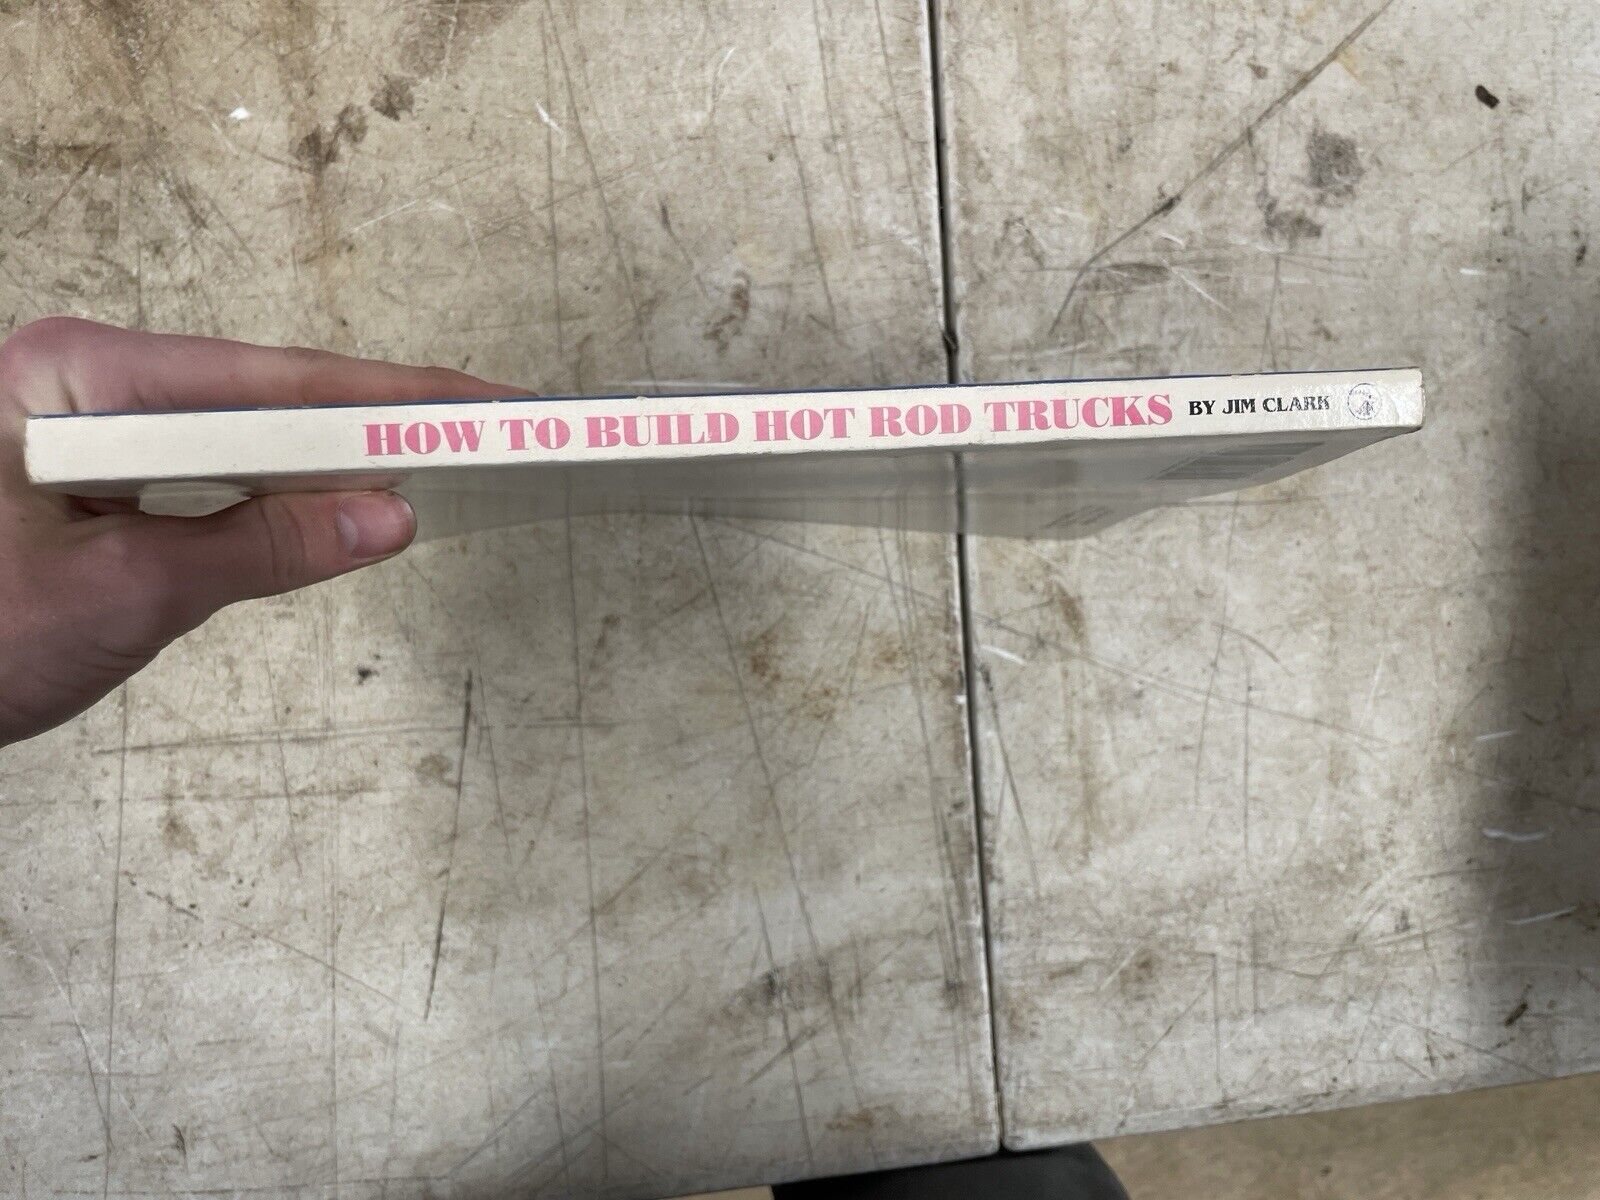 HOW TO BUILD HOT ROD TRUCKS BY JIM CLARK